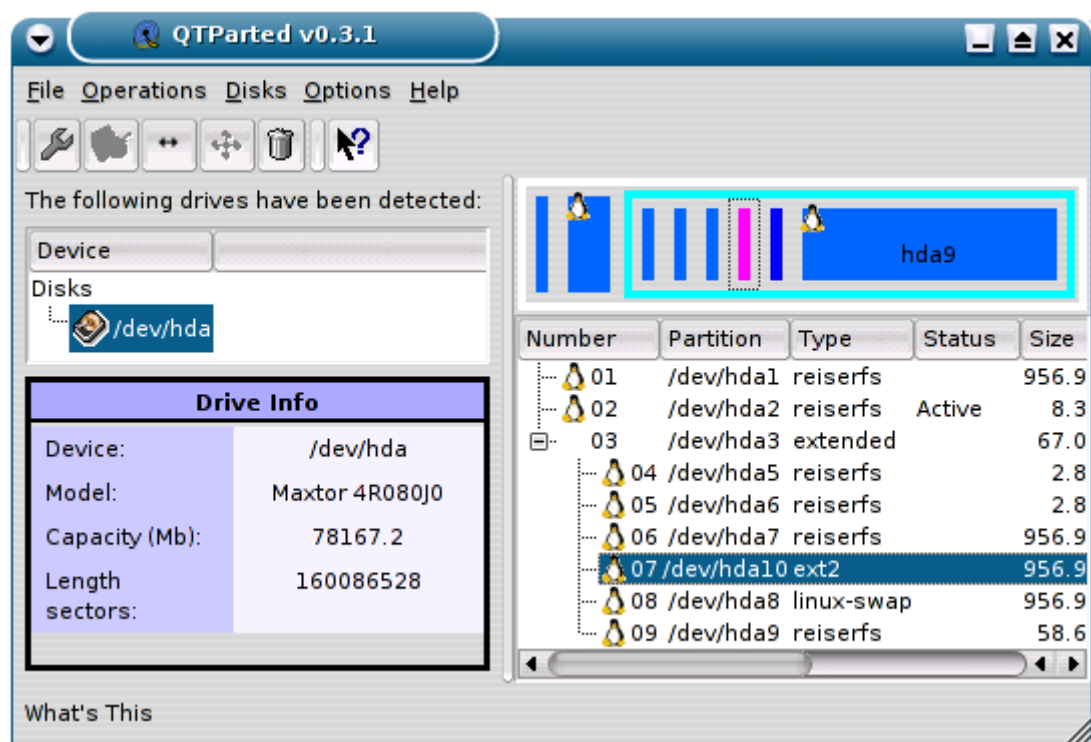 QTParted v0.3.1
File Operations Disks Options Help
The following drives have been detected:
Device
Disks
/dev/hda
Drive Info
Device: /dev/hda
Model: Maxtor 4R080J0
Capacity (Mb): 78167.2
Length sectors: 160086528
hda9
Number Partition Type Status Size
01 /dev/hda1 reiserfs 956.9
02 /dev/hda2 reiserfs Active 8.3
03 /dev/hda3 extended 67.0
04 /dev/hda5 reiserfs 2.8
05 /dev/hda6 reiserfs 2.8
06 /dev/hda7 reiserfs 956.9
07 /dev/hda10 ext2 956.9
08 /dev/hda8 linux-swap 956.9
09 /dev/hda9 reiserfs 58.6
What's This